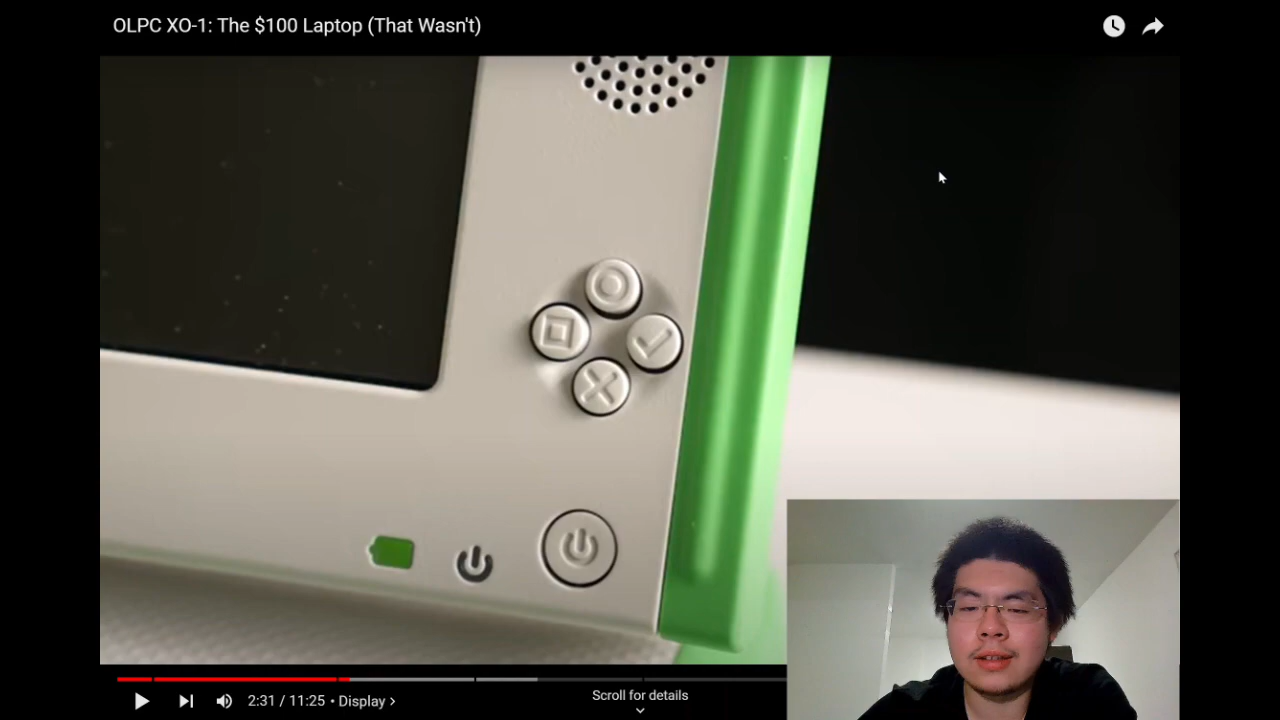 OLPC XO-1: The $100 Laptop (That Wasn't)
2:31 / 11:25 • Display >
Scroll for details